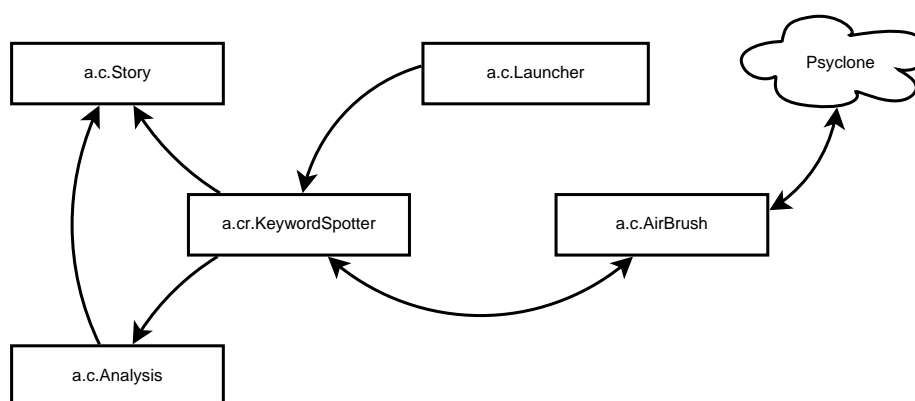 a.c.Story
a.c.Launcher
Psyclone
a.cr.KeywordSpotter
a.c.AirBrush
a.c.Analysis